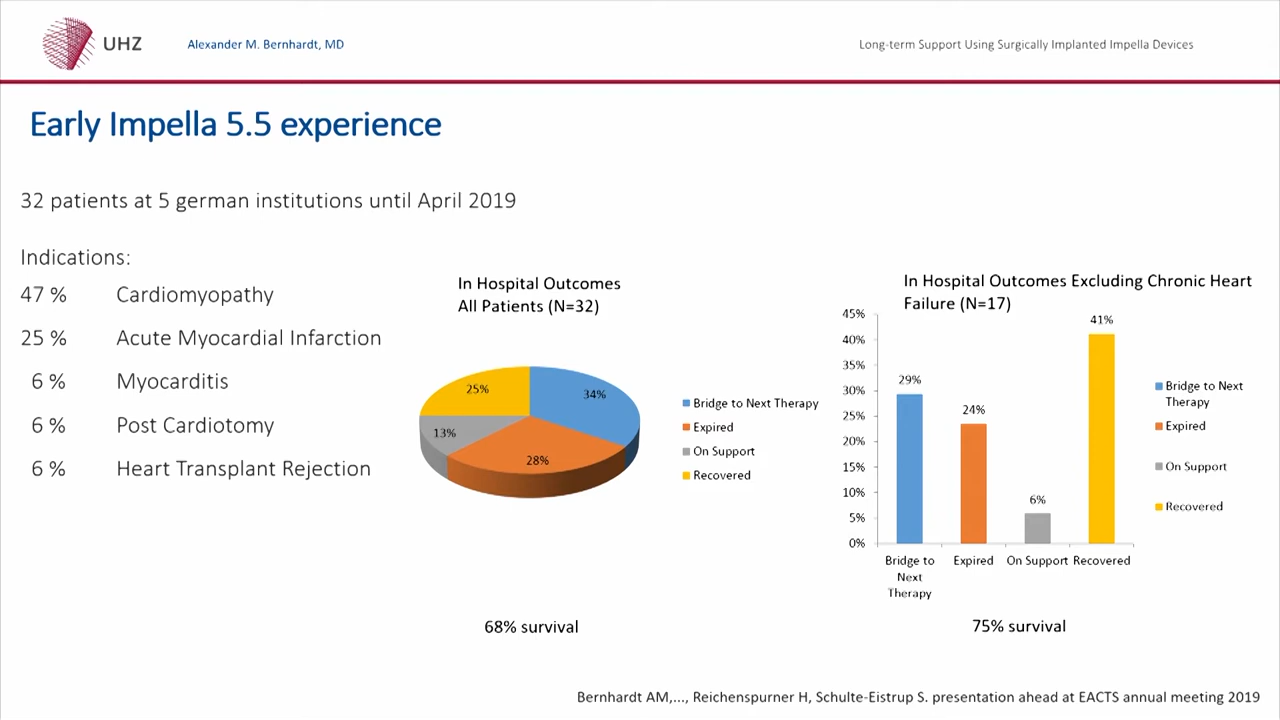 UHZ
Alexander M. Bernhardt, MD
Long-term Support Using Surgically Implanted Impella Devices
Early Impella 5.5 experience
32 patients at 5 german institutions until April 2019
Indications:
47 % Cardiomyopathy
25 % Acute Myocardial Infarction
6 % Myocarditis
6 % Post Cardiotomy
6 % Heart Transplant Rejection
In Hospital Outcomes
All Patients (N=32)
25%
34%
13%
28%
Bridge to Next Therapy
Expired
On Support
Recovered
68% survival
In Hospital Outcomes Excluding Chronic Heart
Failure (N=17)
45%
40%
35%
30%
25%
20%
15%
10%
5%
0%
29%
24%
6%
41%
Bridge to
Next
Therapy
Expired
On Support
Recovered
Bridge to Next
Therapy
Expired
On Support
Recovered
75% survival
Bernhardt AM,..., Reichenspurner H, Schulte-Eistrup S. presentation ahead at EACTS annual meeting 2019